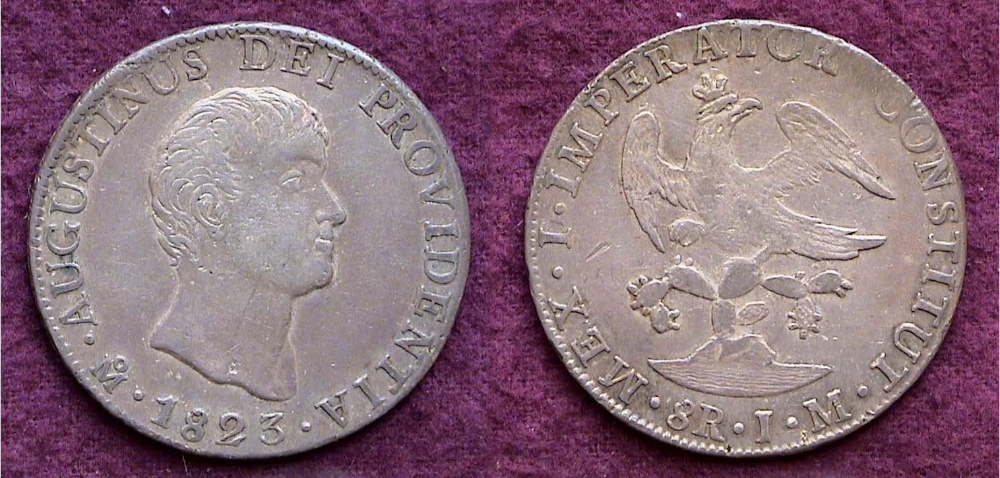 · AUGUSTINUS DEI PROVIDENTIA ·
Mº · 1823
MEX · I · IMPERATOR CONSTITUT ·
· 8R · I · M ·